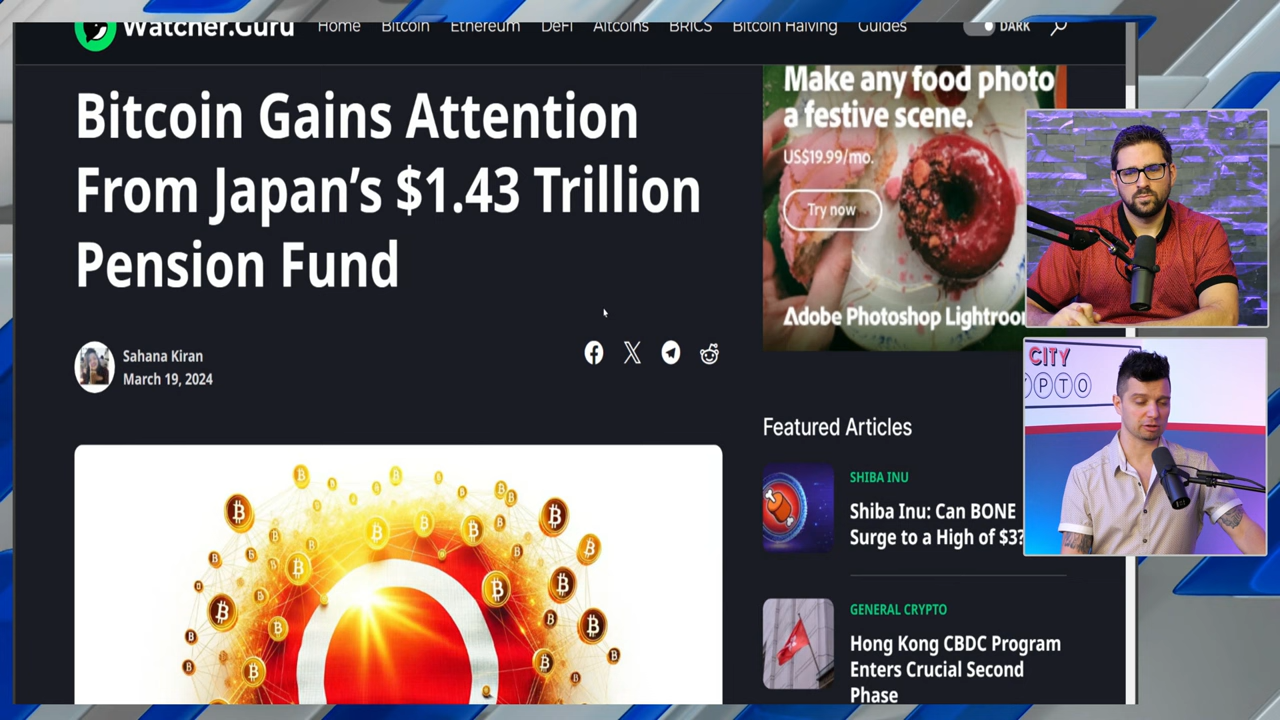 Watcher.Guru
Home Bitcoin Ethereum DeFi Altcoins BRICS Bitcoin Halving Guides
DARK
Bitcoin Gains Attention
From Japan's $1.43 Trillion
Pension Fund
Sahana Kiran
March 19, 2024
Make any food photo
a festive scene.
US$19.99/mo.
Try now
Adobe Photoshop Lightroom
Featured Articles
SHIBA INU
Shiba Inu: Can BONE
Surge to a High of $3?
GENERAL CRYPTO
Hong Kong CBDC Program
Enters Crucial Second
Phase
CITY
YPTO